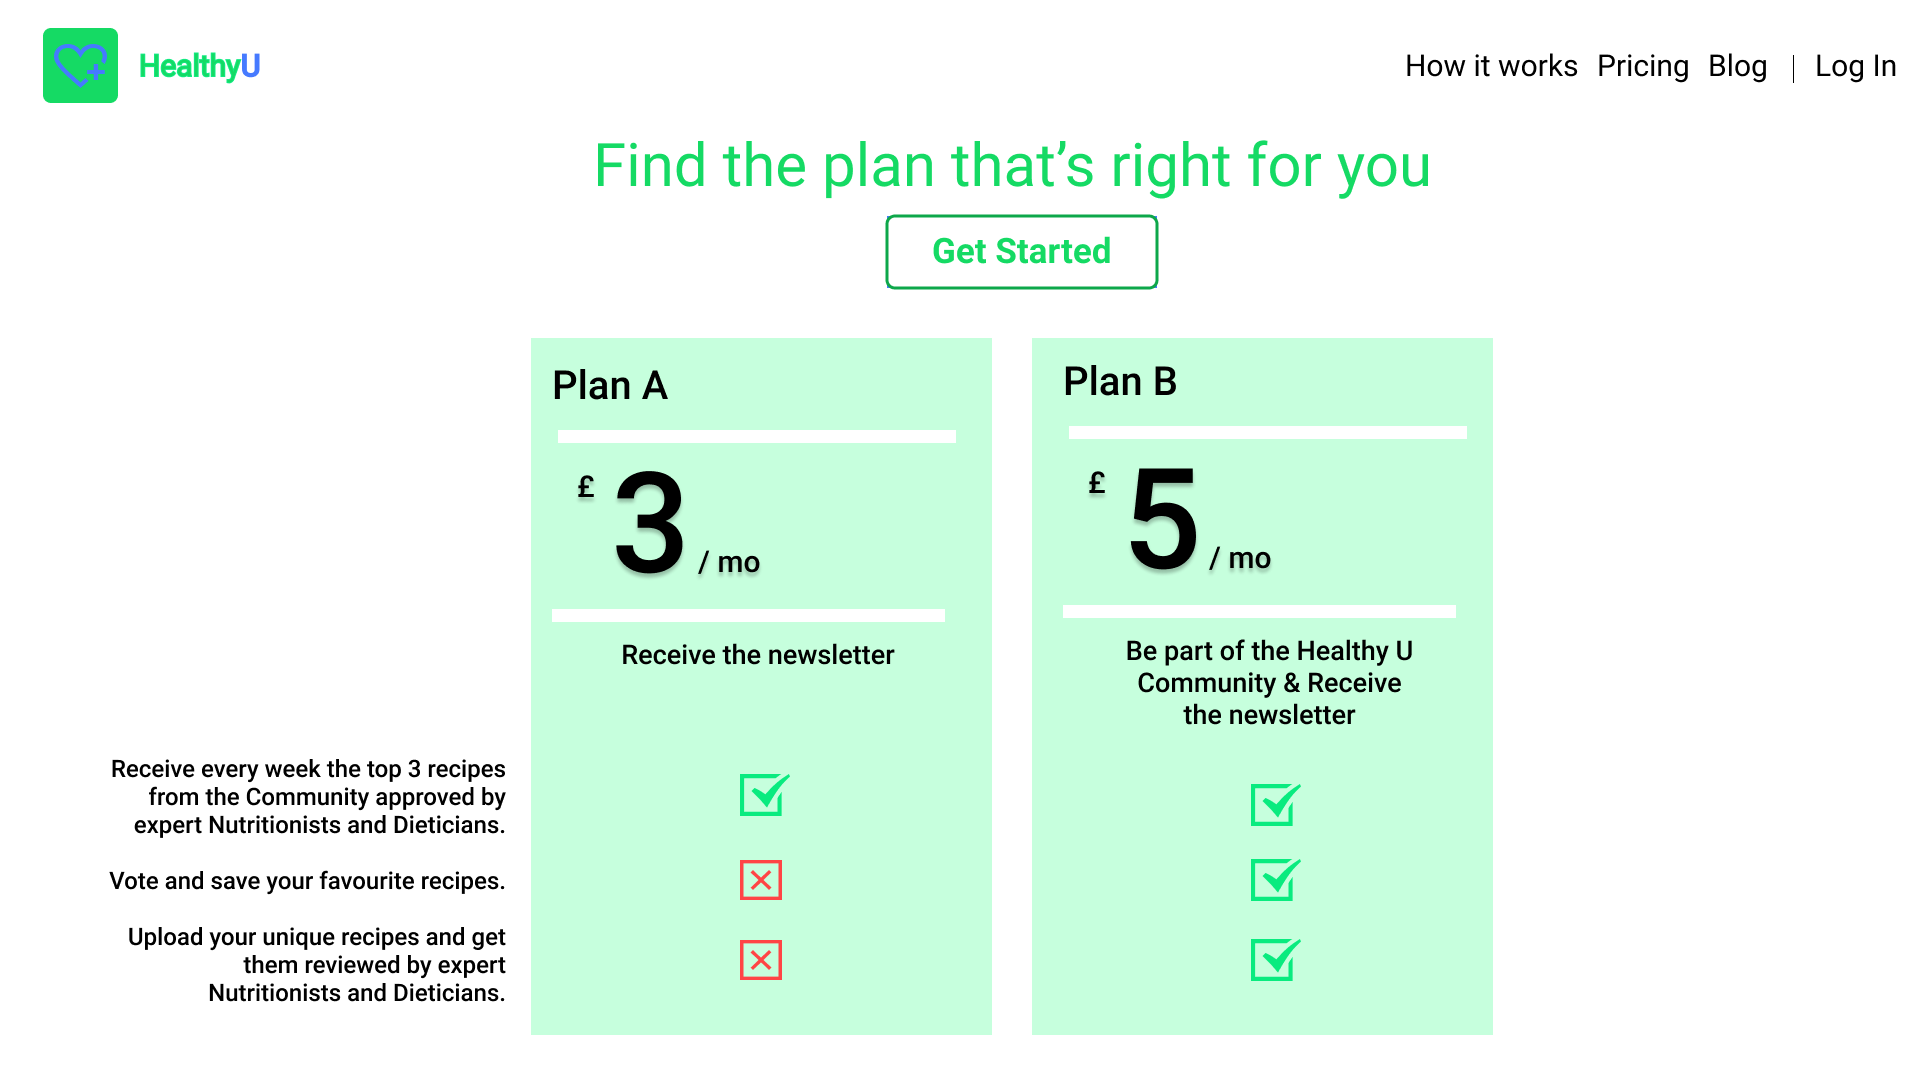 HealthyU
How it works Pricing Blog | Log In
Find the plan that’s right for you
Get Started
Plan A
£ 3 / mo
Receive the newsletter
Plan B
£ 5 / mo
Be part of the Healthy U
Community & Receive
the newsletter
Receive every week the top 3 recipes
from the Community approved by
expert Nutritionists and Dieticians.
Vote and save your favourite recipes.
Upload your unique recipes and get
them reviewed by expert
Nutritionists and Dieticians.